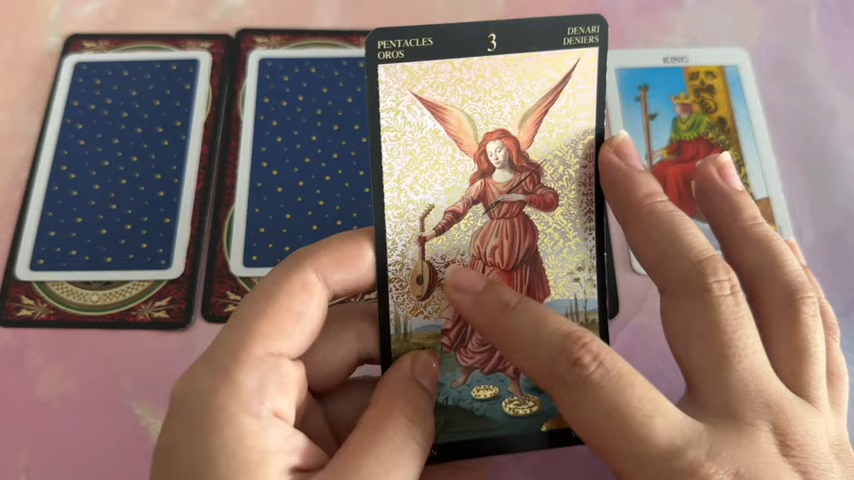 PENTACLES
OROS
3
DENARI
DENIERS
KING